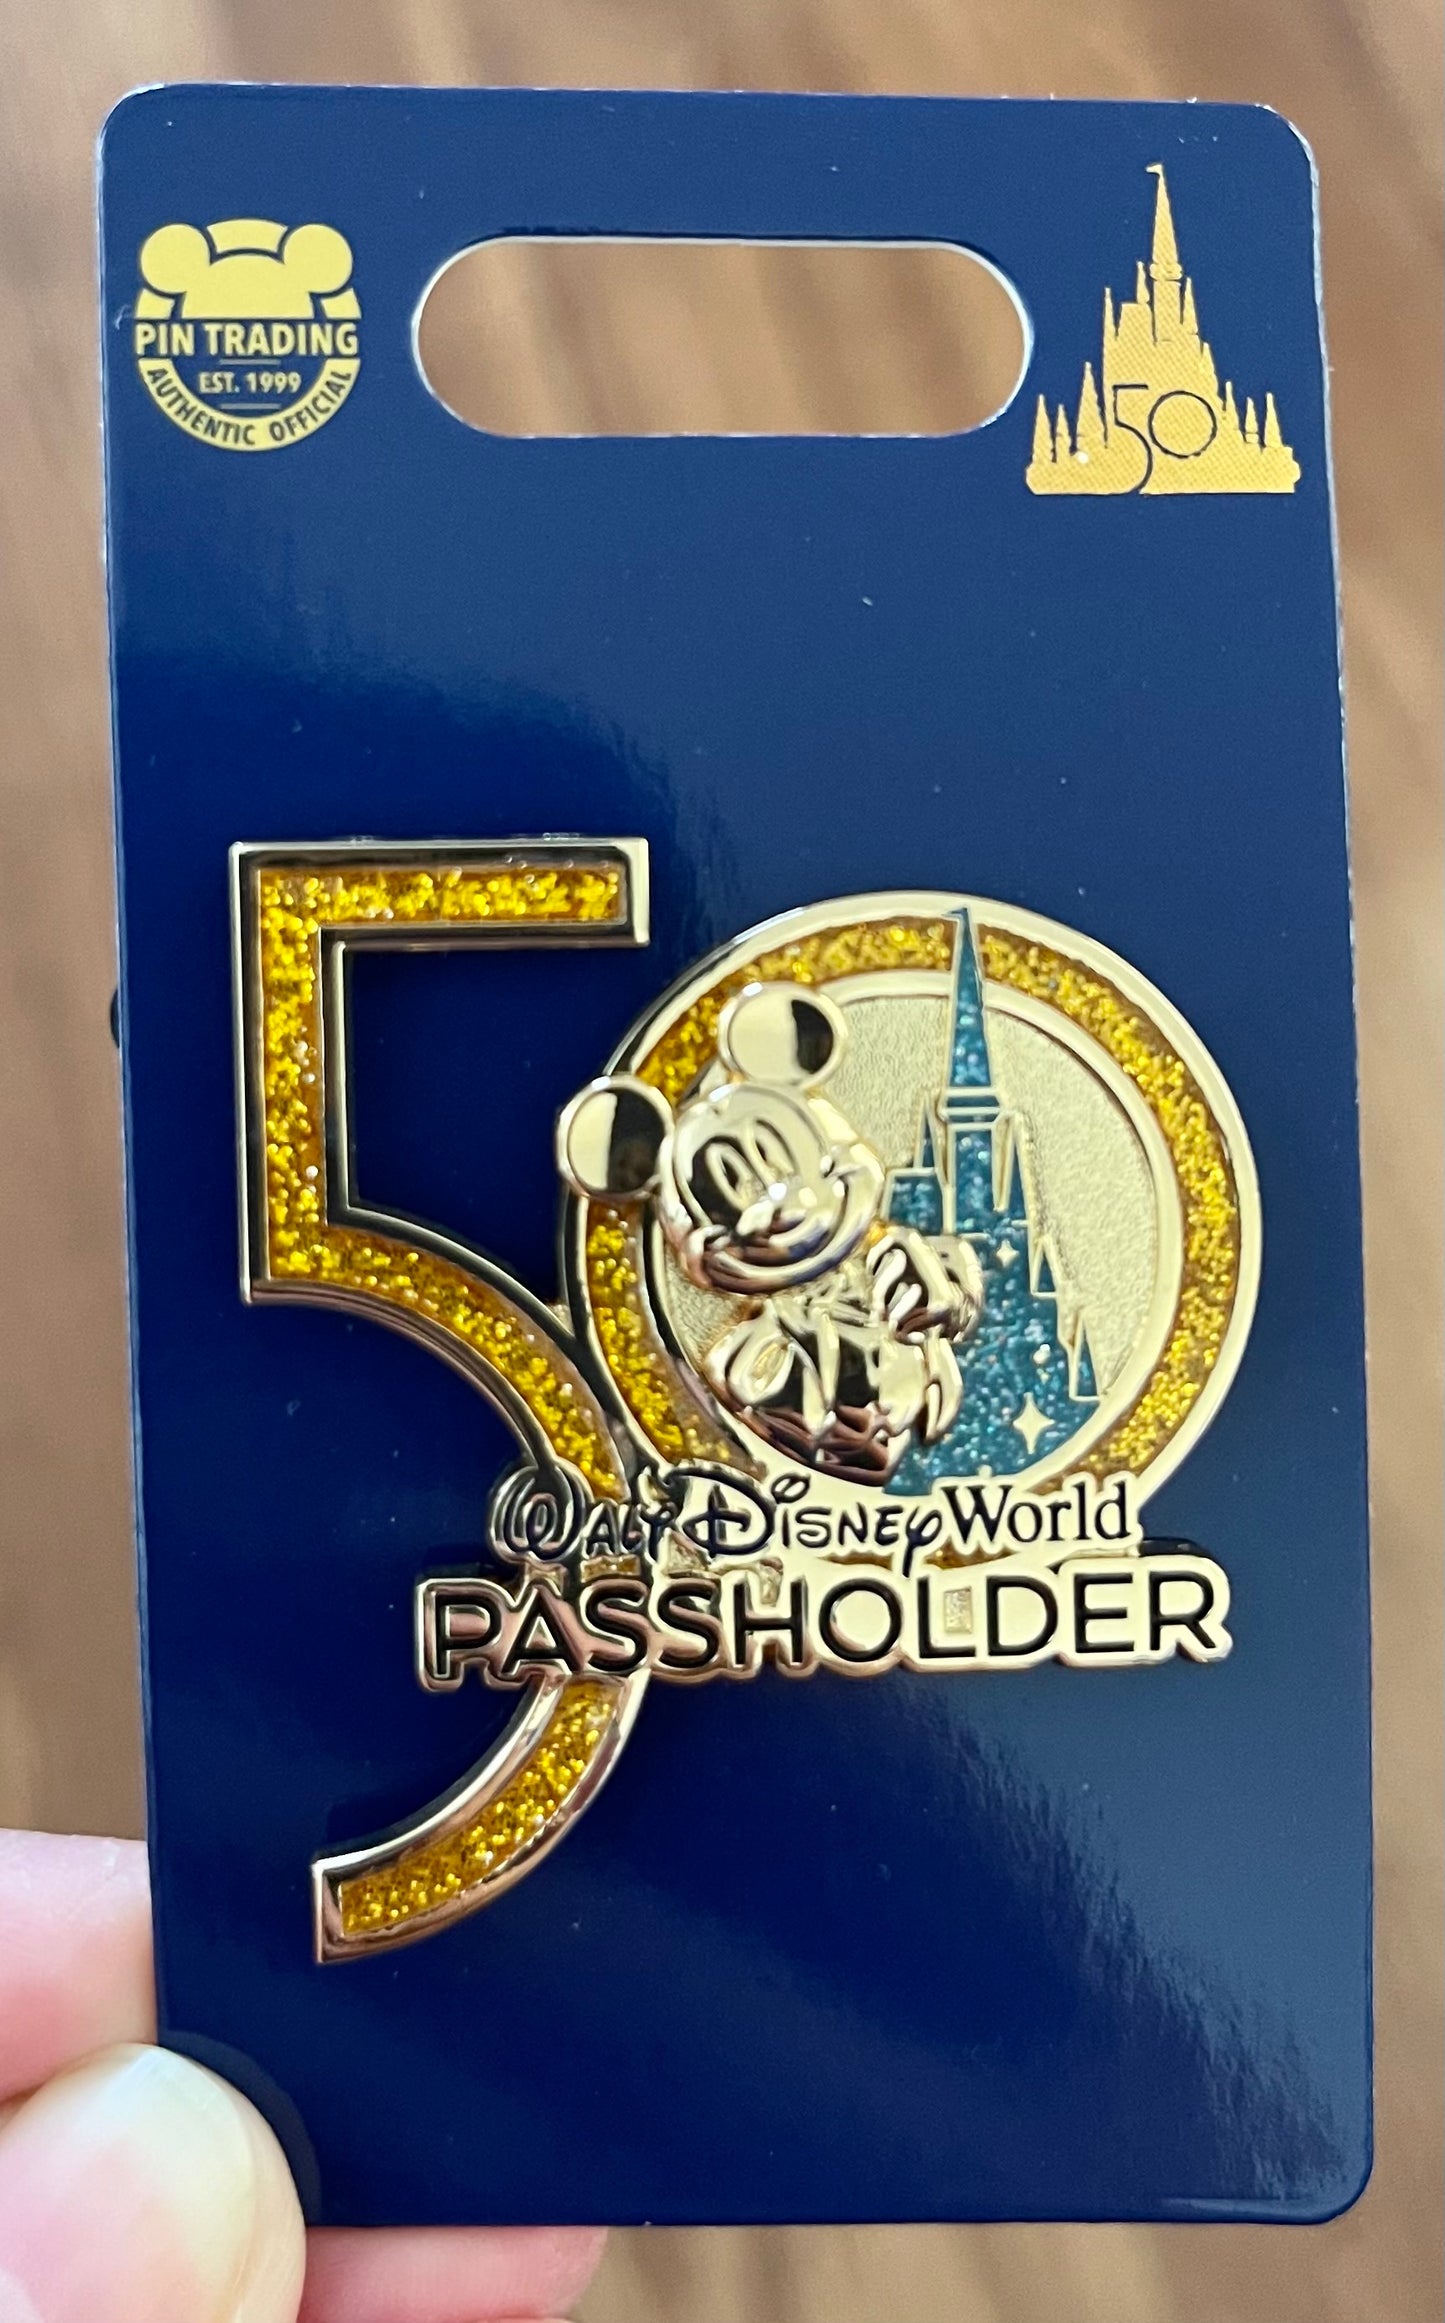 PIN TRADING
EST. 1999
AUTHENTIC OFFICIAL
50
50
WALT DISNEY World
PASSHOLDER